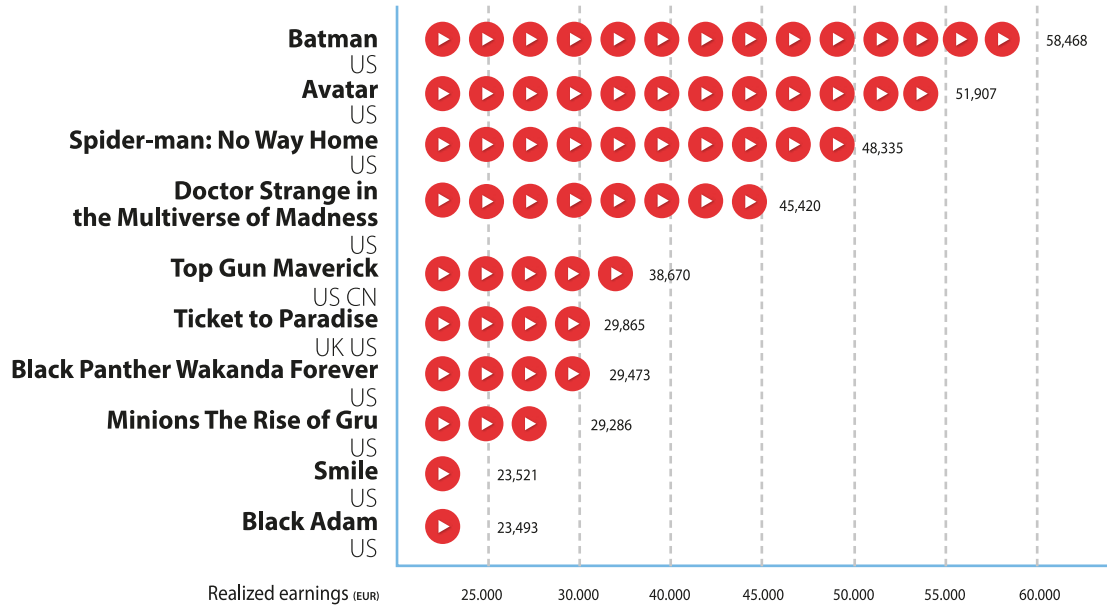 Batman
US
58,468
Avatar
US
51,907
Spider-man: No Way Home
US
48,335
Doctor Strange in
the Multiverse of Madness
US
45,420
Top Gun Maverick
US CN
38,670
Ticket to Paradise
UK US
29,865
Black Panther Wakanda Forever
US
29,473
Minions The Rise of Gru
US
29,286
Smile
US
23,521
Black Adam
US
23,493
Realized earnings (EUR) 25.000 30.000 40.000 45.000 50.000 55.000 60.000